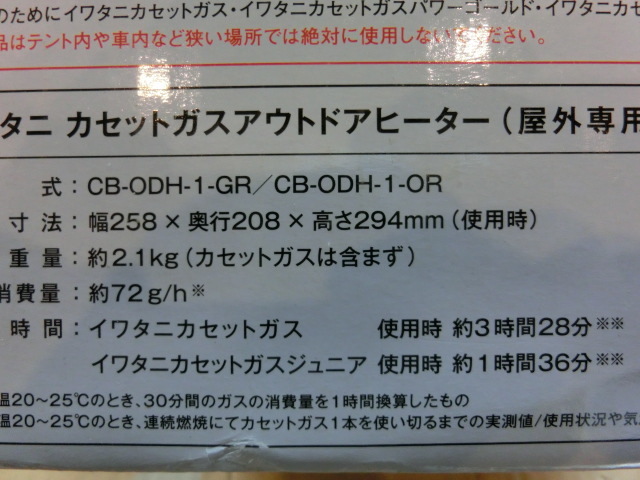 のためにイワタニカセットガス・イワタニカセットガスパワーゴールド・イワタニカセ
品はテント内や車内など狭い場所では絶対に使用しないでください。
タニ カセットガスアウトドアヒーター（屋外専用
式：CB-ODH-1-GR／CB-ODH-1-OR
寸法：幅258×奥行208×高さ294mm（使用時）
重量：約2.1kg（カセットガスは含まず）
消費量：約72g/h※
時間：イワタニカセットガス 使用時 約3時間28分※※
イワタニカセットガスジュニア 使用時 約1時間36分※※
温20～25℃のとき、30分間のガスの消費量を1時間換算したもの
温20～25℃のとき、連続燃焼にてカセットガス1本を使い切るまでの実測値/使用状況や気